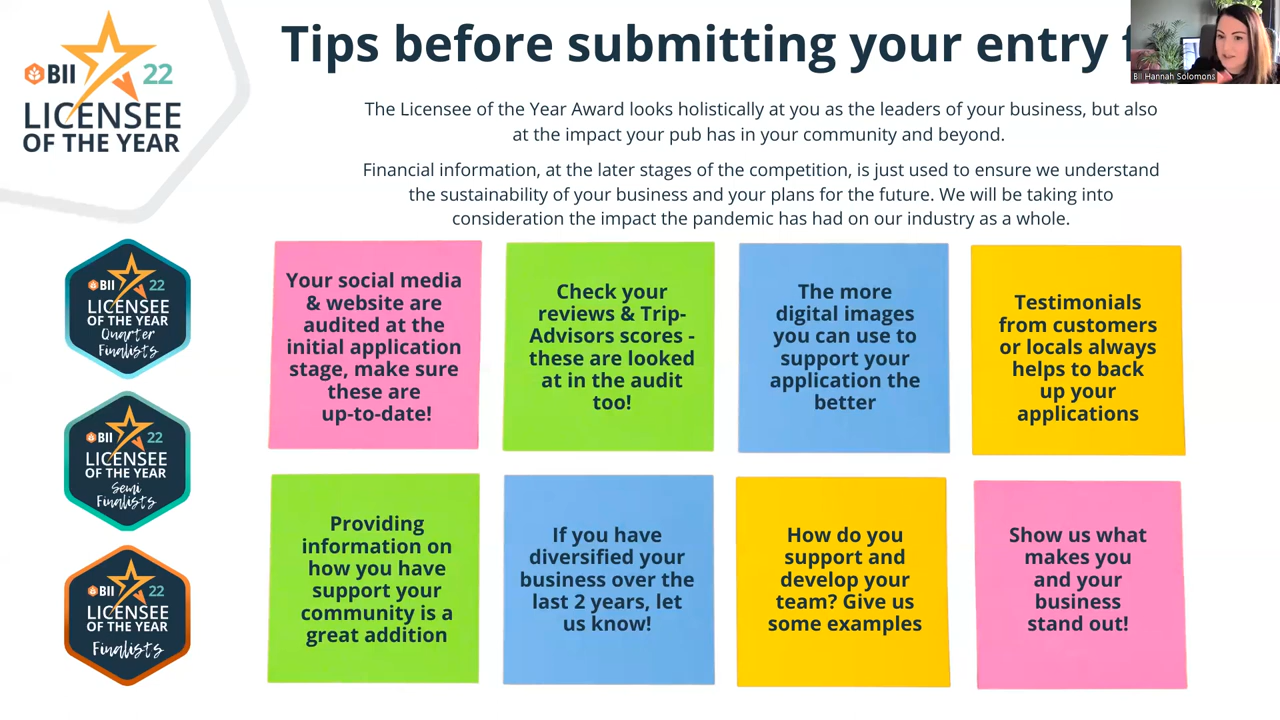 BII 22
LICENSEE
OF THE YEAR
Tips before submitting your entry
BII Hannah Solomons
The Licensee of the Year Award looks holistically at you as the leaders of your business, but also
at the impact your pub has in your community and beyond.
Financial information, at the later stages of the competition, is just used to ensure we understand
the sustainability of your business and your plans for the future. We will be taking into
consideration the impact the pandemic has had on our industry as a whole.
BII 22
LICENSEE
OF THE YEAR
Quarter
Finalists
BII 22
LICENSEE
OF THE YEAR
Semi
Finalists
BII 22
LICENSEE
OF THE YEAR
Finalists
Your social media
& website are
audited at the
initial application
stage, make sure
these are
up-to-date!
Check your
reviews & Trip-
Advisors scores -
these are looked
at in the audit
too!
The more
digital images
you can use to
support your
application the
better
Testimonials
from customers
or locals always
helps to back
up your
applications
Providing
information on
how you have
support your
community is a
great addition
If you have
diversified your
business over the
last 2 years, let
us know!
How do you
support and
develop your
team? Give us
some examples
Show us what
makes you
and your
business
stand out!